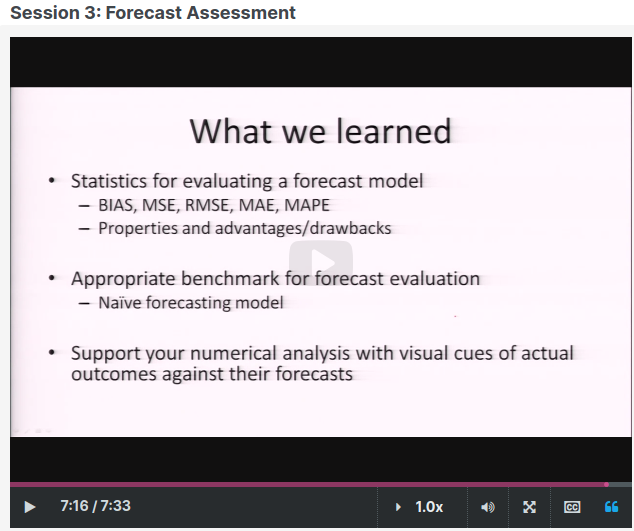 Session 3: Forecast Assessment
What we learned
• Statistics for evaluating a forecast model
– BIAS, MSE, RMSE, MAE, MAPE
– Properties and advantages/drawbacks
• Appropriate benchmark for forecast evaluation
– Naïve forecasting model
• Support your numerical analysis with visual cues of actual
outcomes against their forecasts
7:16 / 7:33 1.0x CC